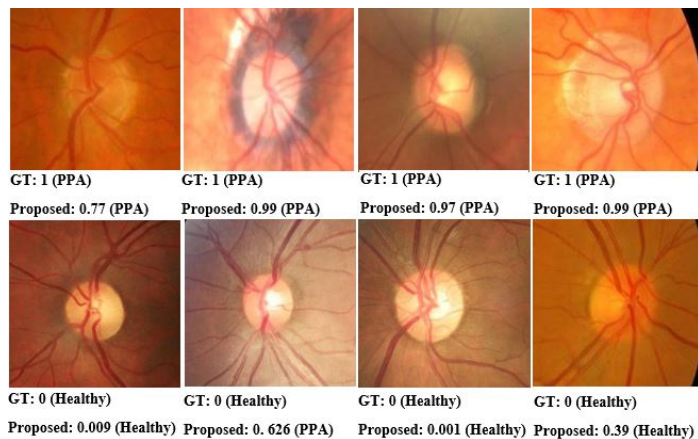 GT: 1 (PPA)
GT: 1 (PPA)
GT: 1 (PPA)
GT: 1 (PPA)
Proposed: 0.77 (PPA)
Proposed: 0.99 (PPA)
Proposed: 0.97 (PPA)
Proposed: 0.99 (PPA)
GT: 0 (Healthy)
GT: 0 (Healthy)
GT: 0 (Healthy)
GT: 0 (Healthy)
Proposed: 0.009 (Healthy)
Proposed: 0. 626 (PPA)
Proposed: 0.001 (Healthy)
Proposed: 0.39 (Healthy)